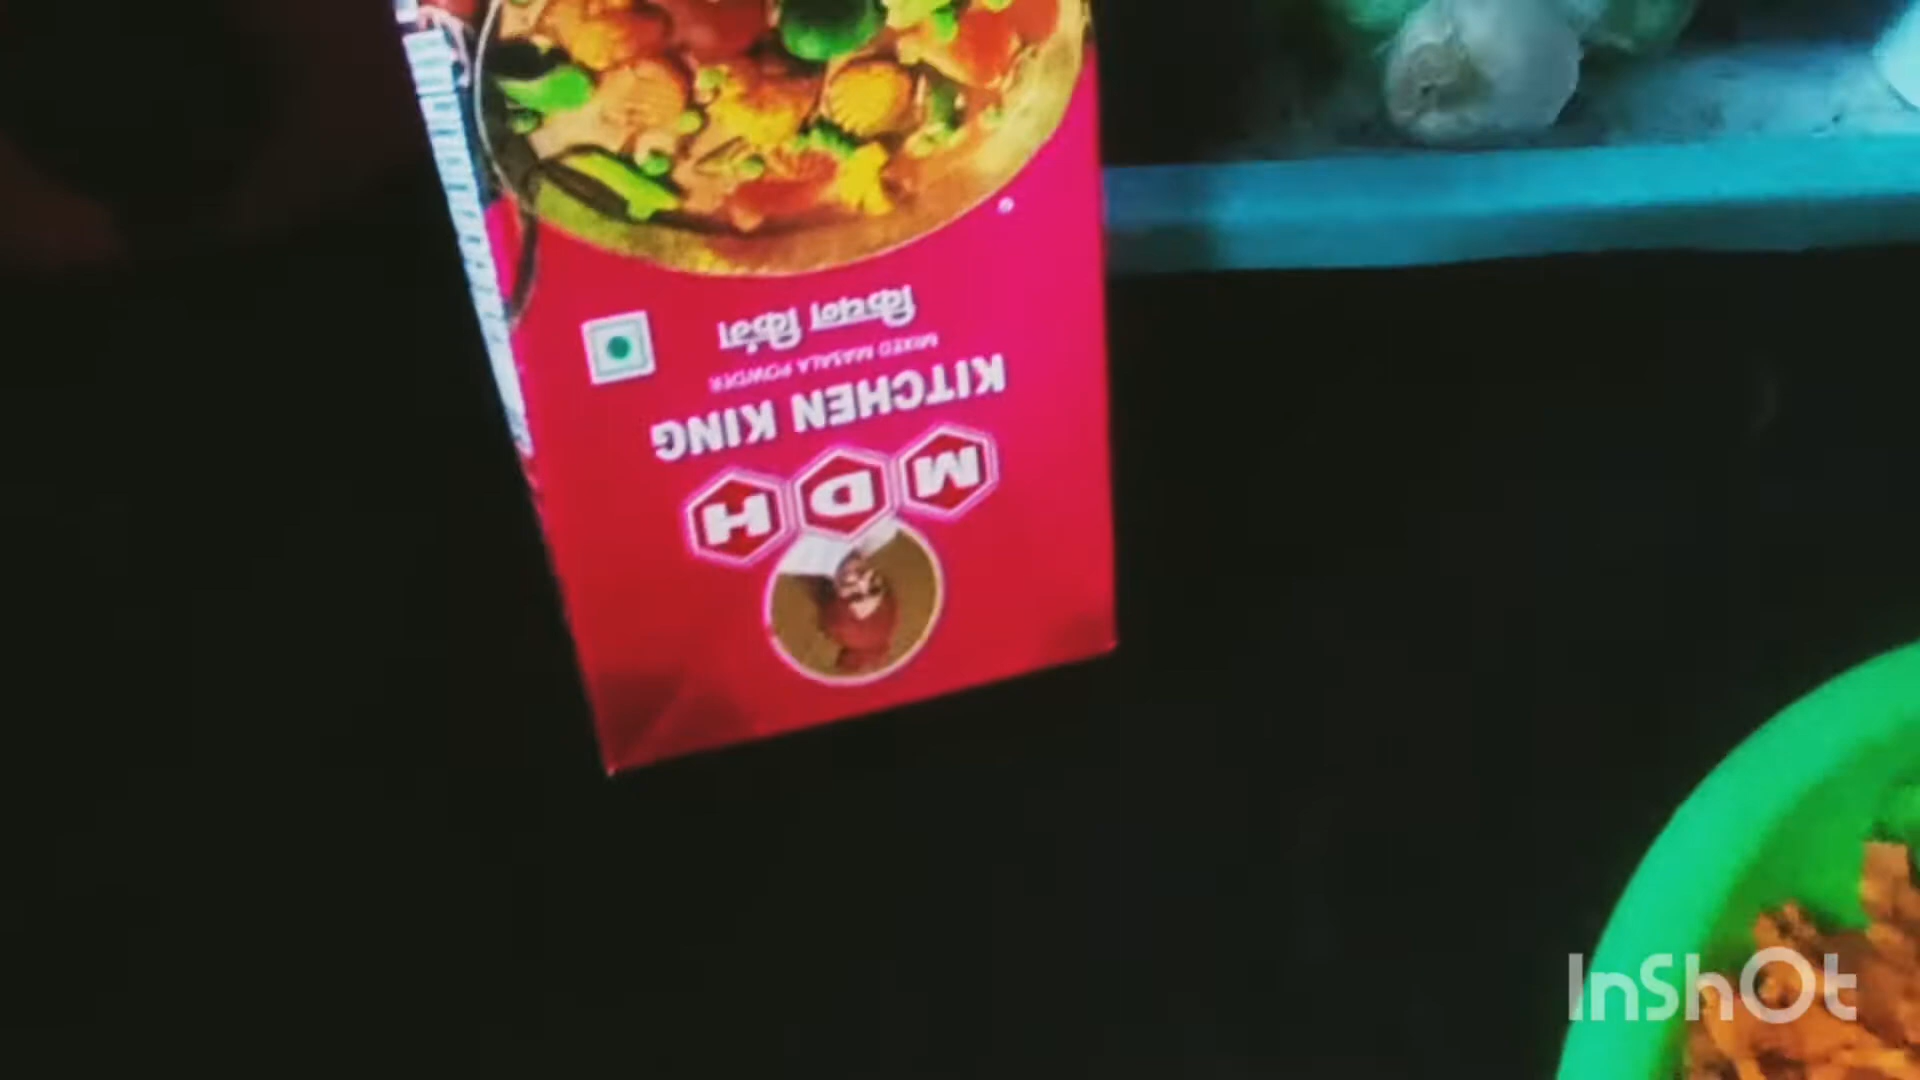 MDH
KITCHEN KING
MIXED MASALA POWDER
किचन किंग
InShOt